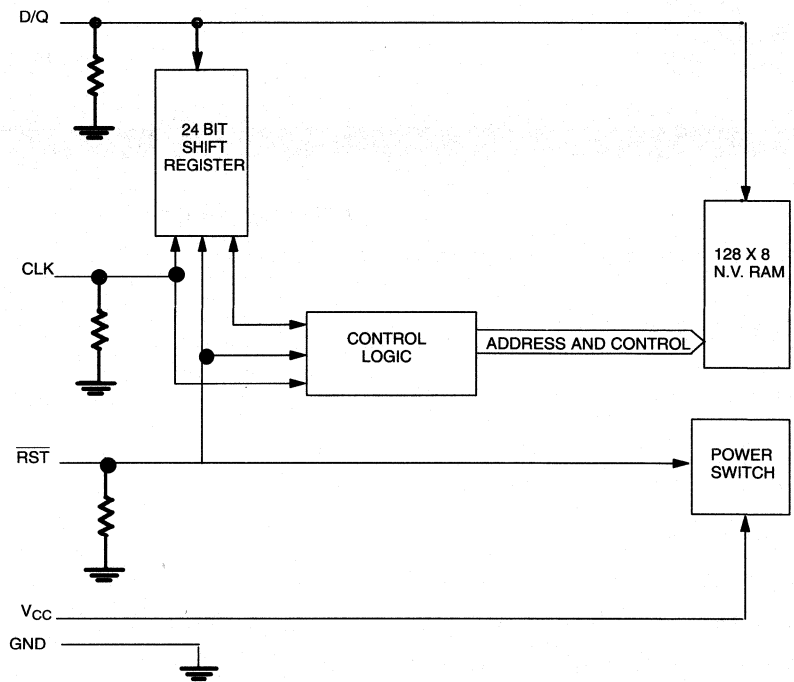 D/Q
24 BIT
SHIFT
REGISTER
128 X 8
N.V. RAM
CLK
CONTROL
LOGIC
ADDRESS AND CONTROL
RST
POWER
SWITCH
VCC
GND